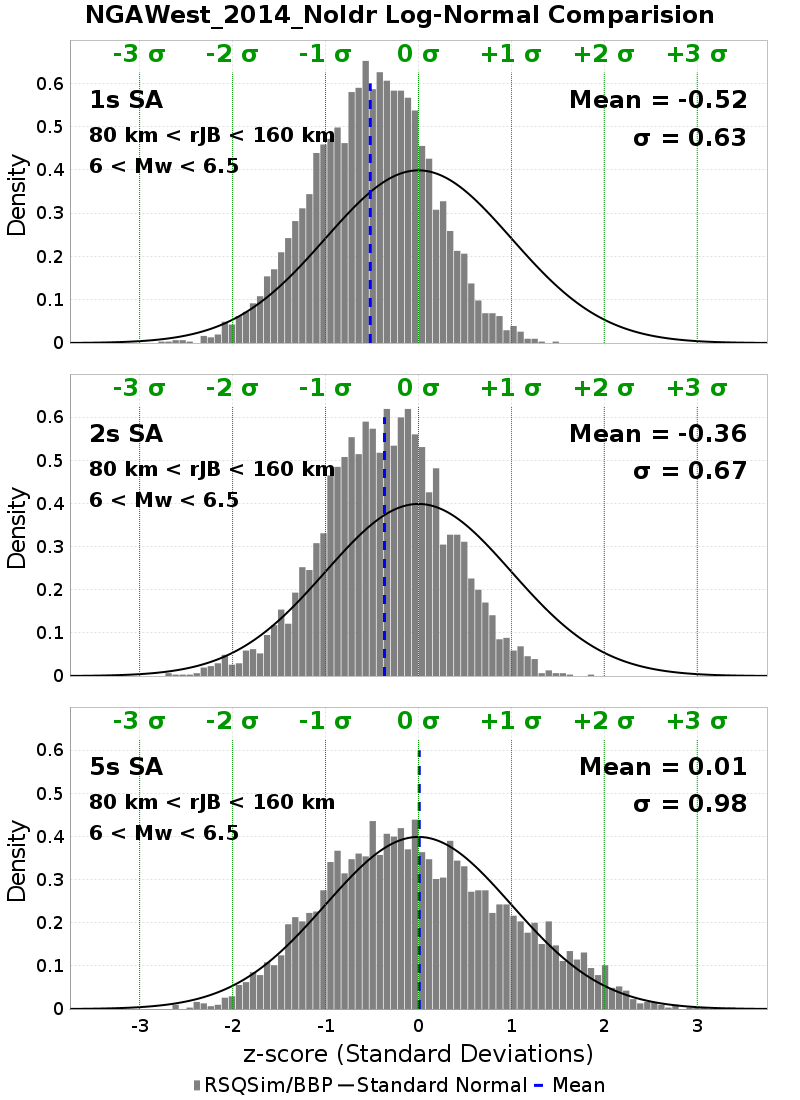 NGAWest_2014_NoIdr Log-Normal Comparision
-3 σ -2 σ -1 σ 0 σ +1 σ +2 σ +3 σ
1s SA
Mean = -0.52
80 km < rJB < 160 km
σ = 0.63
6 < Mw < 6.5
Density
0.6
0.5
0.4
0.3
0.2
0.1
0
-3 σ -2 σ -1 σ 0 σ +1 σ +2 σ +3 σ
2s SA
Mean = -0.36
80 km < rJB < 160 km
σ = 0.67
6 < Mw < 6.5
Density
0.6
0.5
0.4
0.3
0.2
0.1
0
-3 σ -2 σ -1 σ 0 σ +1 σ +2 σ +3 σ
5s SA
Mean = 0.01
80 km < rJB < 160 km
σ = 0.98
6 < Mw < 6.5
Density
0.6
0.5
0.4
0.3
0.2
0.1
0
-3 -2 -1 0 1 2 3
z-score (Standard Deviations)
RSQSim/BBP Standard Normal Mean